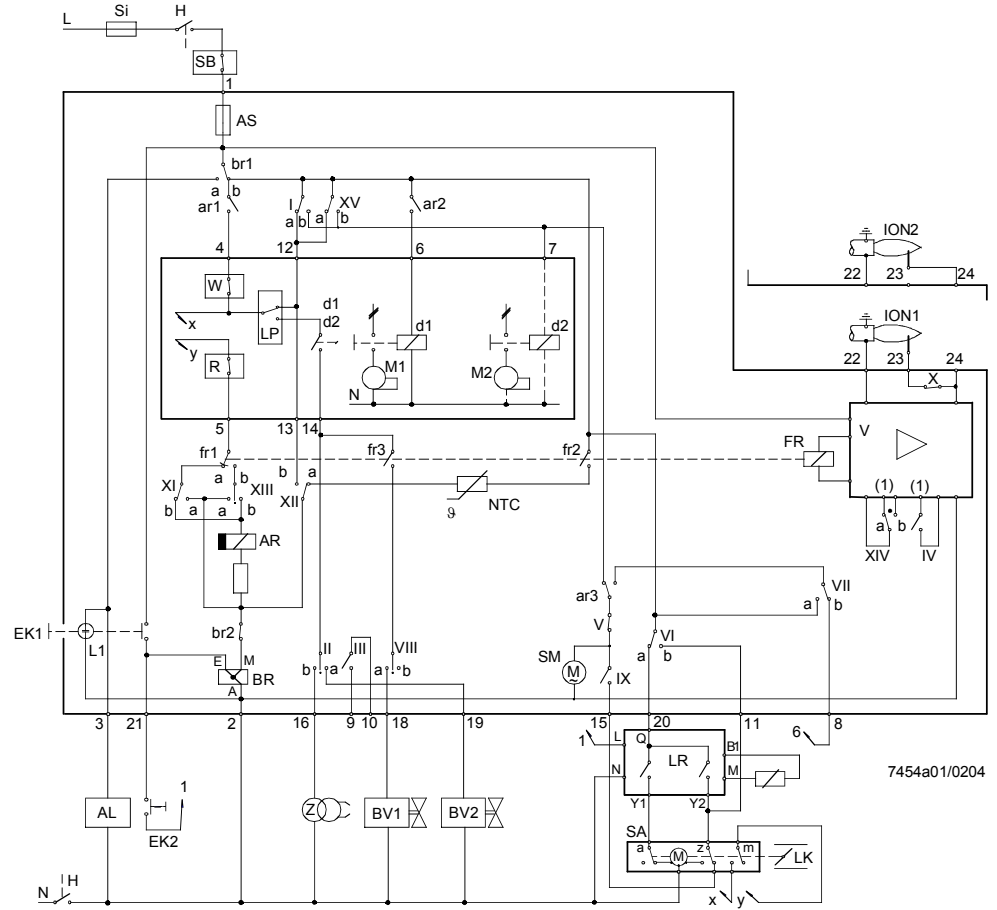 L Si H
SB
1
AS
br1
a b
ar1
I
a b a
XV
b
ar2
4 12 6 7
W
x
y
LP
d1
d2
R
d1
M1
N
d2
M2
5 13 14
ION2
22 23 24
ION1
22 23 24
X
V
FR
(1) (1)
a b
XIV IV
fr1
a b
XI
b a
XIII
a b
b a
XII
fr3
fr2
NTC
ϑ
AR
br2
E M
BR
A
EK1
L1
II
b a
III
VIII
a b
SM
M
~
ar3
V
IX
VI
a b
VII
a b
3 21 2 16 9 10 18 19 15 20 11 8
1
L Q
LR
B1
N M
Y1 Y2
6
7454a01/0204
AL
1
EK2
Z
BV1
BV2
SA
a M z m
LK
x y
N H